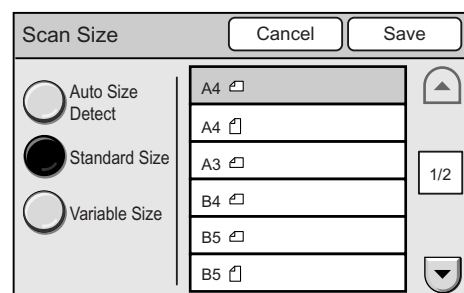 Scan Size
Cancel
Save
Auto Size
Detect
Standard Size
Variable Size
A4
A4
A3
B4
B5
B5
1/2